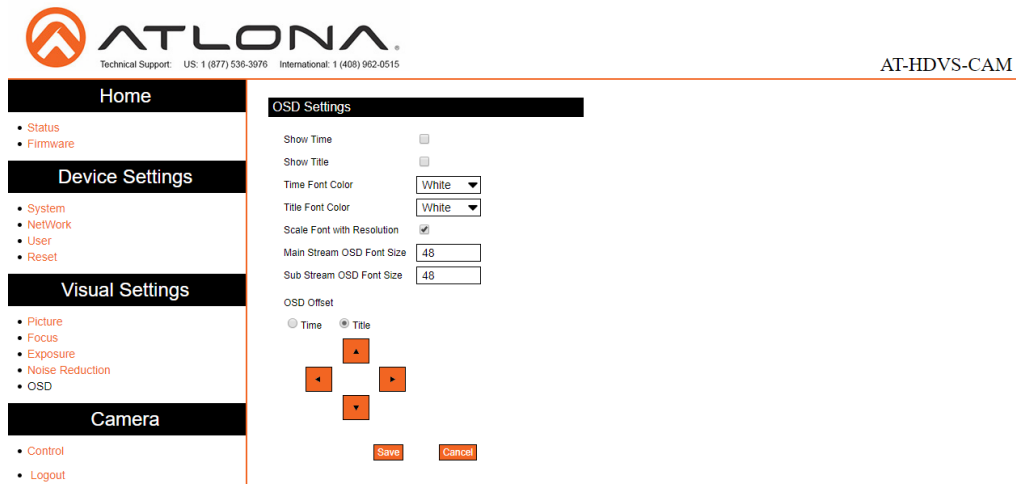 ATLONA.
Technical Support: US: 1 (877) 536-3976 International: 1 (408) 962-0515
AT-HDVS-CAM
Home
Status
Firmware
Device Settings
System
NetWork
User
Reset
Visual Settings
Picture
Focus
Exposure
Noise Reduction
OSD
Camera
Control
Logout
OSD Settings
Show Time
Show Title
Time Font Color White
Title Font Color White
Scale Font with Resolution
Main Stream OSD Font Size 48
Sub Stream OSD Font Size 48
OSD Offset
Time Title
Save Cancel